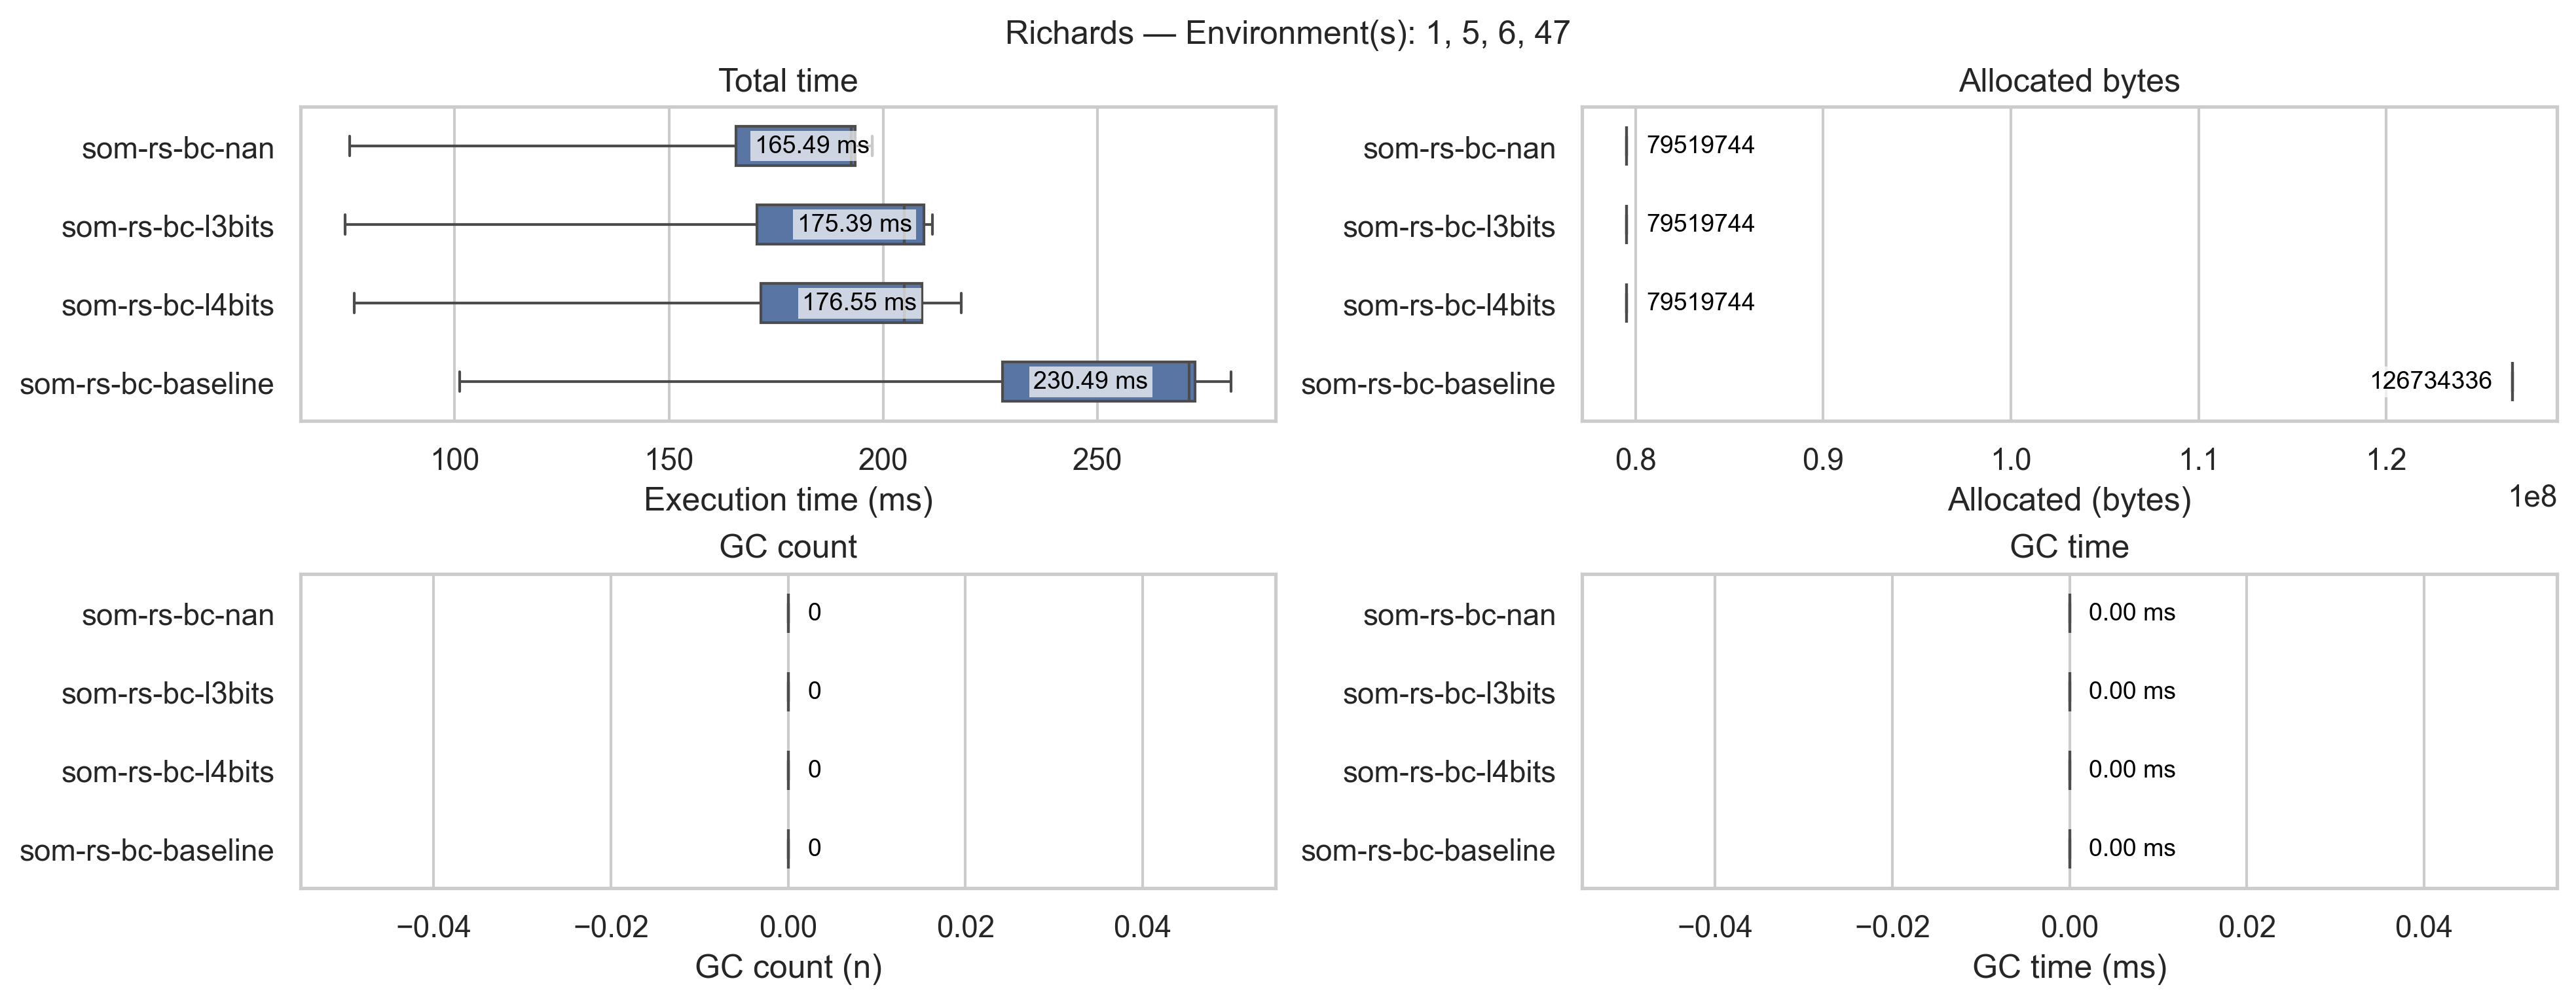 Richards — Environment(s): 1, 5, 6, 47
Total time
som-rs-bc-nan
165.49 ms
som-rs-bc-l3bits
175.39 ms
som-rs-bc-l4bits
176.55 ms
som-rs-bc-baseline
230.49 ms
100 150 200 250
Execution time (ms)
Allocated bytes
som-rs-bc-nan
79519744
som-rs-bc-l3bits
79519744
som-rs-bc-l4bits
79519744
som-rs-bc-baseline
126734336
0.8 0.9 1.0 1.1 1.2
1e8
Allocated (bytes)
GC count
som-rs-bc-nan
0
som-rs-bc-l3bits
0
som-rs-bc-l4bits
0
som-rs-bc-baseline
0
−0.04 −0.02 0.00 0.02 0.04
GC count (n)
GC time
som-rs-bc-nan
0.00 ms
som-rs-bc-l3bits
0.00 ms
som-rs-bc-l4bits
0.00 ms
som-rs-bc-baseline
0.00 ms
−0.04 −0.02 0.00 0.02 0.04
GC time (ms)